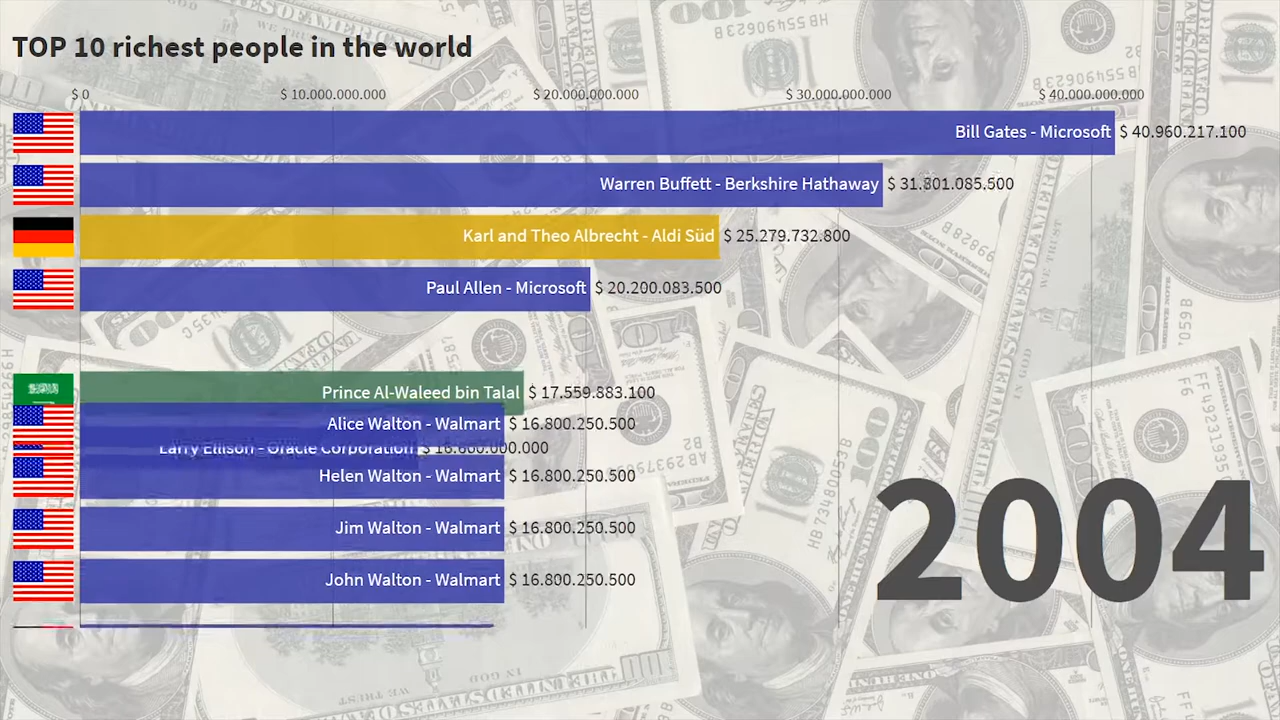 TOP 10 richest people in the world
$ 0 $ 10.000.000.000 $ 20.000.000.000 $ 30.000.000.000 $ 40.000.000.000
Bill Gates - Microsoft $ 40.960.217.100
Warren Buffett - Berkshire Hathaway $ 31.301.085.500
Karl and Theo Albrecht - Aldi Süd $ 25.279.732.800
Paul Allen - Microsoft $ 20.200.083.500
Prince Al-Waleed bin Talal $ 17.559.883.100
Alice Walton - Walmart $ 16.800.250.500
Larry Ellison - Oracle Corporation
Helen Walton - Walmart $ 16.800.250.500
Jim Walton - Walmart $ 16.800.250.500
John Walton - Walmart $ 16.800.250.500
2004